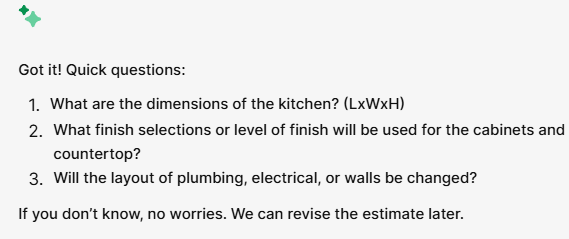 Got it! Quick questions:
1. What are the dimensions of the kitchen? (LxWxH)
2. What finish selections or level of finish will be used for the cabinets and
countertop?
3. Will the layout of plumbing, electrical, or walls be changed?
If you don’t know, no worries. We can revise the estimate later.